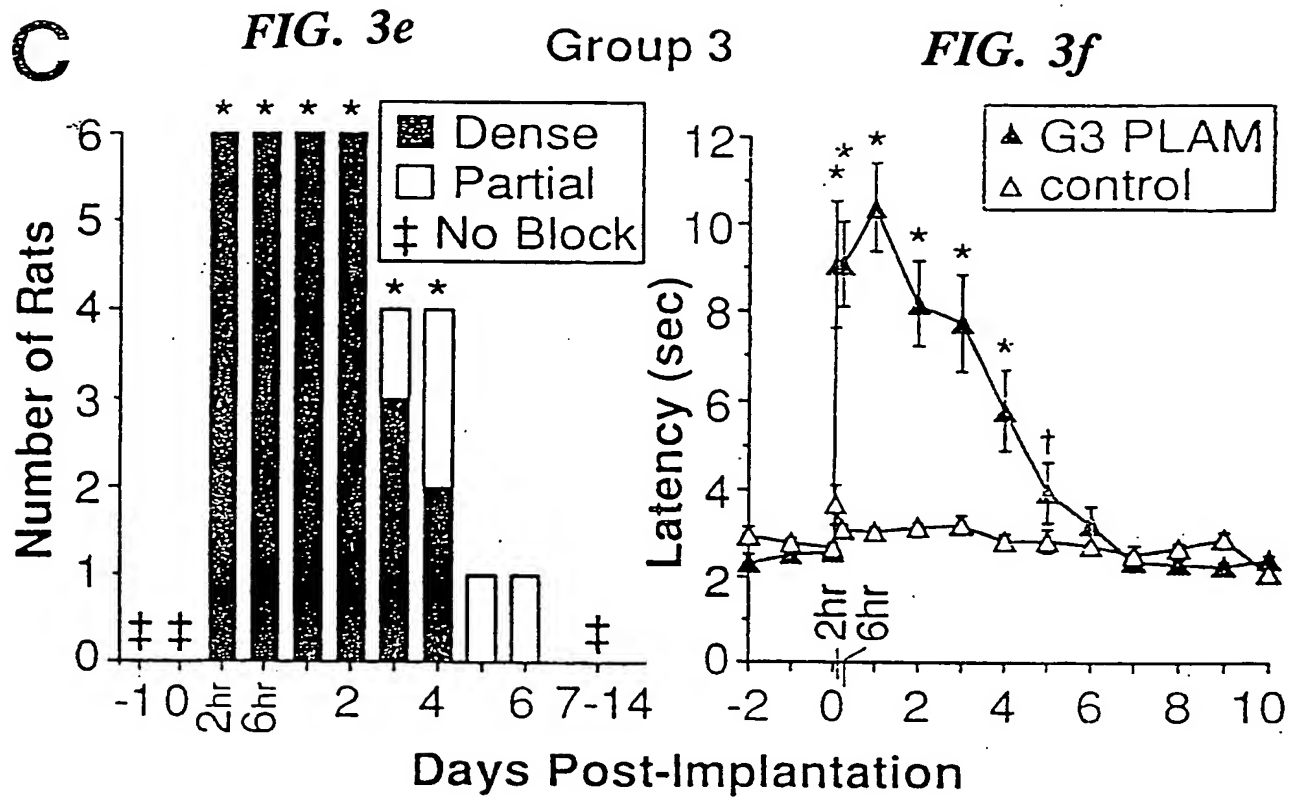 C
FIG. 3e
Group 3
FIG. 3f
* * * *
Dense
Partial
‡ No Block
* *
Number of Rats
6
5
4
3
2
1
0
‡ ‡
‡
-1 0 2hr 6hr 2 4 6 7-14
G3 PLAM
control
* * * * * * †
Latency (sec)
12
10
8
6
4
2
0
2hr
6hr
-2 0 2 4 6 8 10
Days Post-Implantation